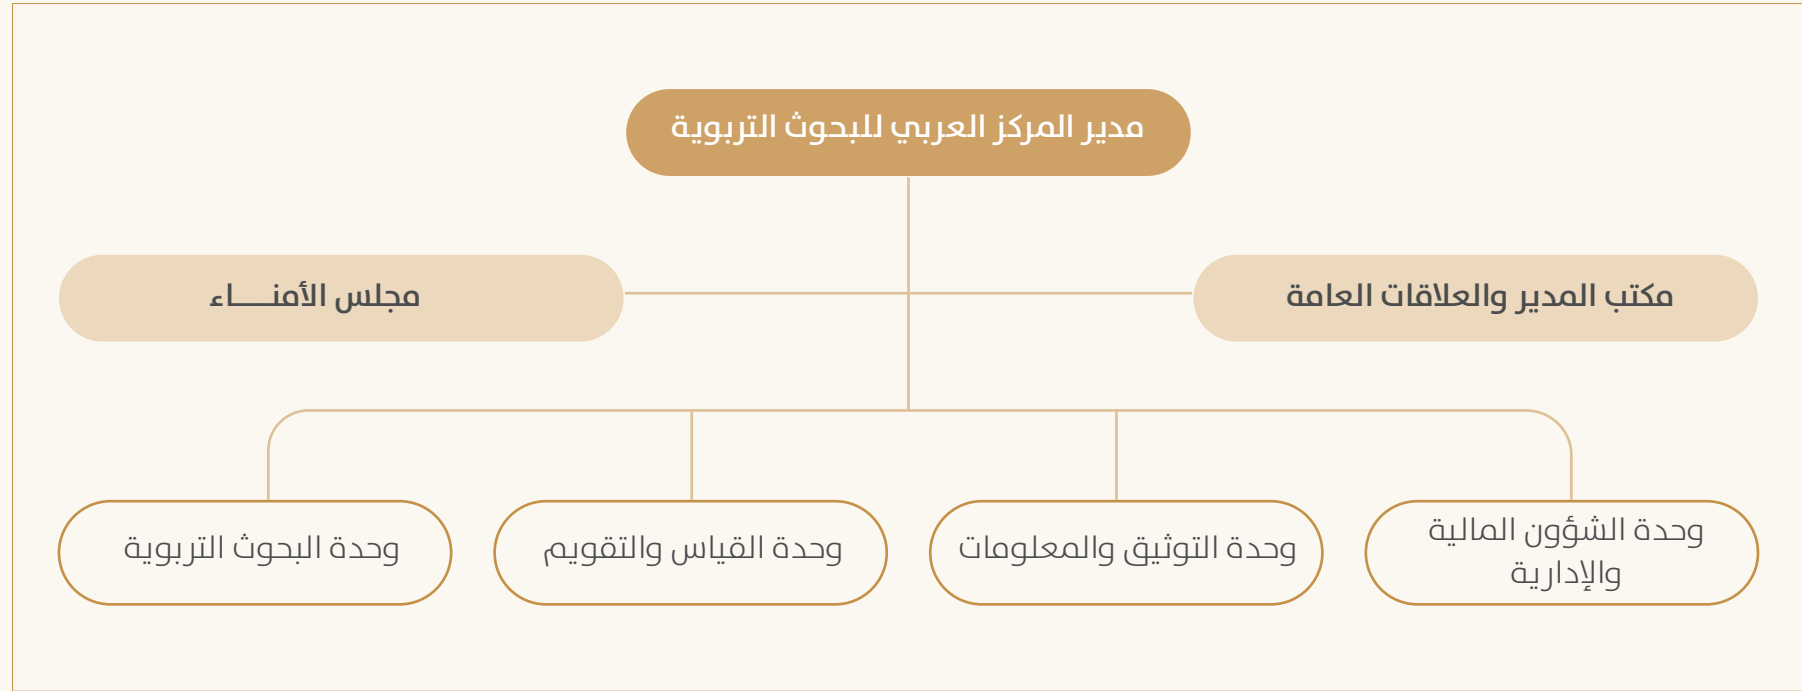 مدير المركز العربي للبحوث التربوية
مكتب المدير والعلاقات العامة
مجلس الأمنـــــاء
وحدة الشؤون المالية
والإدارية
وحدة التوثيق والمعلومات
وحدة القياس والتقويم
وحدة البحوث التربوية